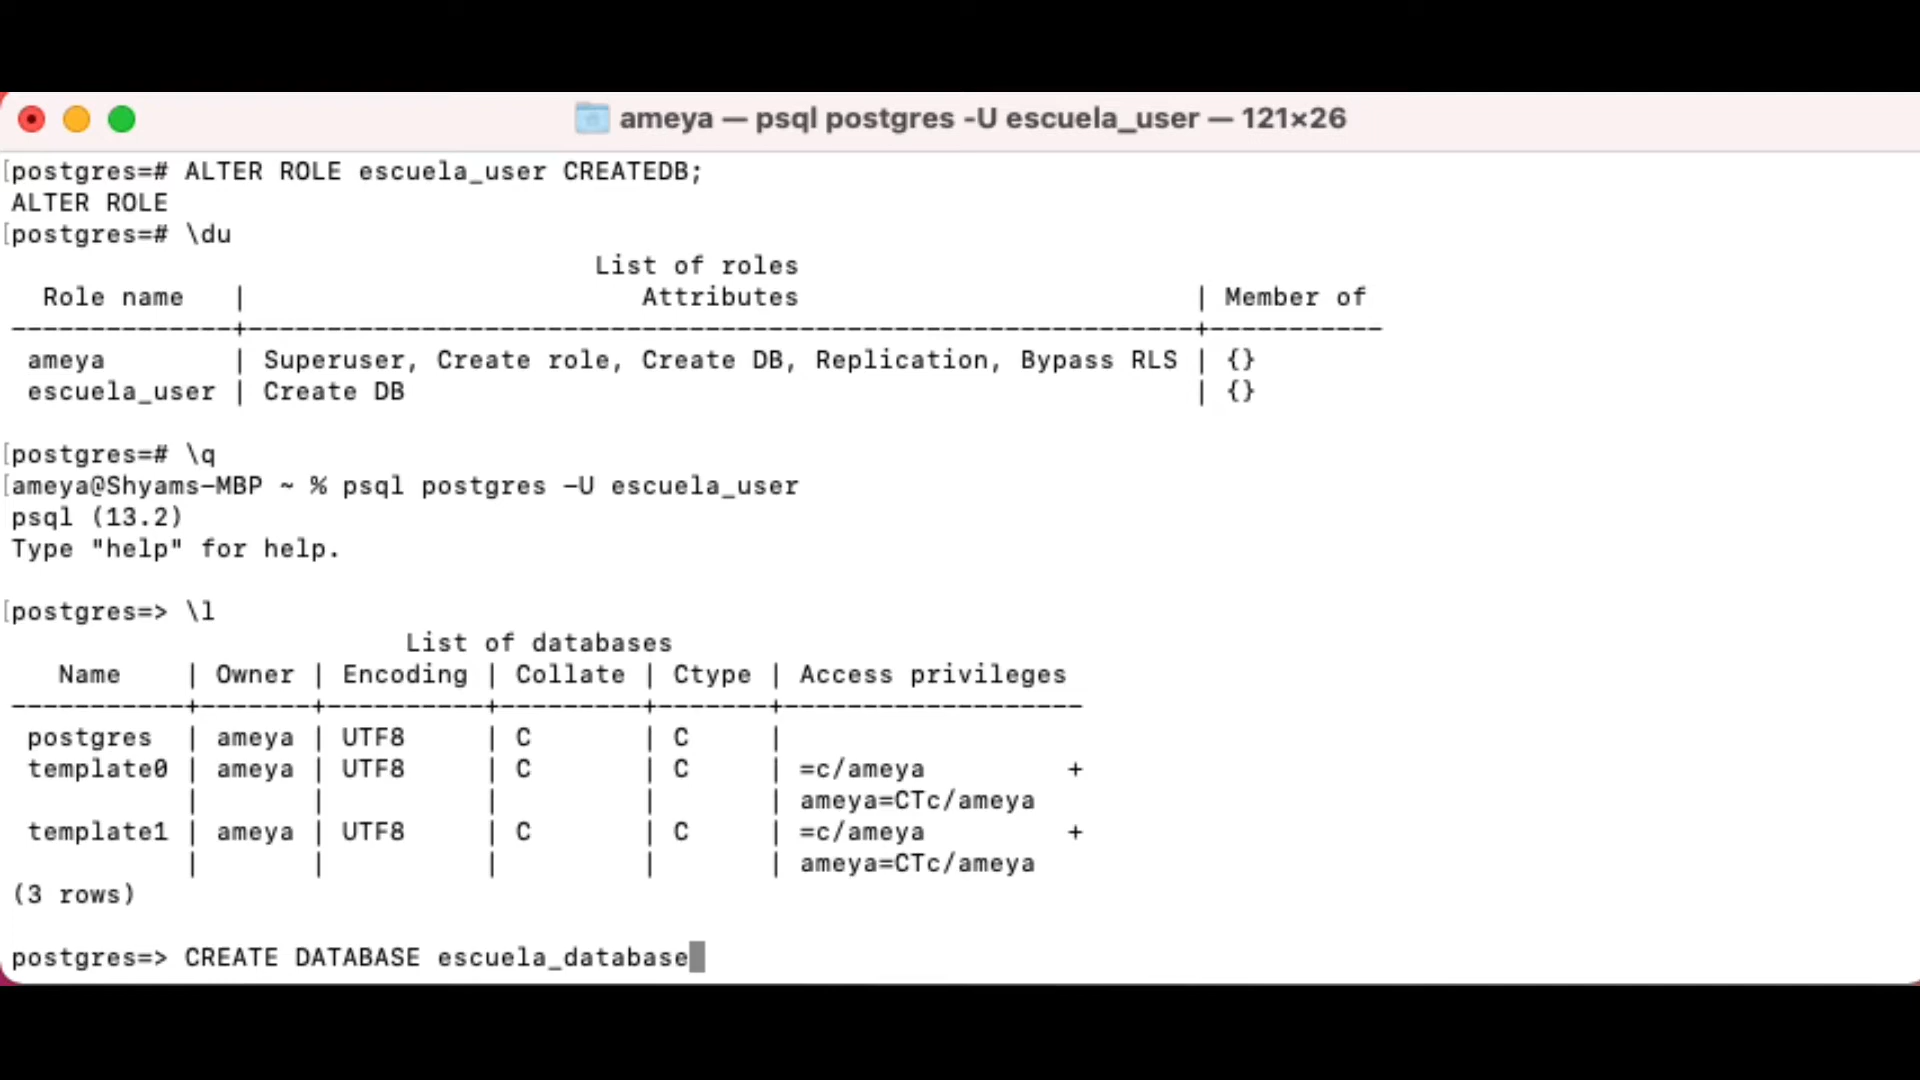 ameya — psql postgres -U escuela_user — 121×26
[postgres=# ALTER ROLE escuela_user CREATEDB;
ALTER ROLE
[postgres=# \du
                                     List of roles
  Role name   |                         Attributes                         | Member of
--------------+------------------------------------------------------------+-----------
 ameya        | Superuser, Create role, Create DB, Replication, Bypass RLS | {}
 escuela_user | Create DB                                                  | {}
[postgres=# \q
[ameya@Shyams-MBP ~ % psql postgres -U escuela_user
psql (13.2)
Type "help" for help.
[postgres=> \l
                         List of databases
   Name    | Owner | Encoding | Collate | Ctype | Access privileges
-----------+-------+----------+---------+-------+-------------------
 postgres  | ameya | UTF8     | C       | C     |
 template0 | ameya | UTF8     | C       | C     | =c/ameya         +
           |       |          |         |       | ameya=CTc/ameya
 template1 | ameya | UTF8     | C       | C     | =c/ameya         +
           |       |          |         |       | ameya=CTc/ameya
(3 rows)
postgres=> CREATE DATABASE escuela_database